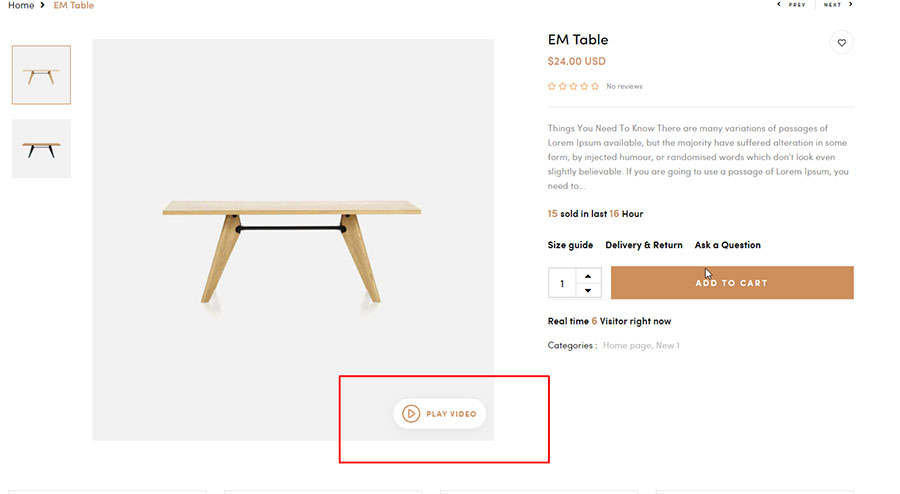 Home > EM Table
< PREV | NEXT >
EM Table
$24.00 USD
No reviews
Things You Need To Know There are many variations of passages of
Lorem Ipsum available, but the majority have suffered alteration in some
form, by injected humour, or randomised words which don't look even
slightly believable. If you are going to use a passage of Lorem Ipsum, you
need to...
15 sold in last 16 Hour
Size guide Delivery & Return Ask a Question
1 ADD TO CART
Real time 6 Visitor right now
Categories : Home page, New 1
PLAY VIDEO